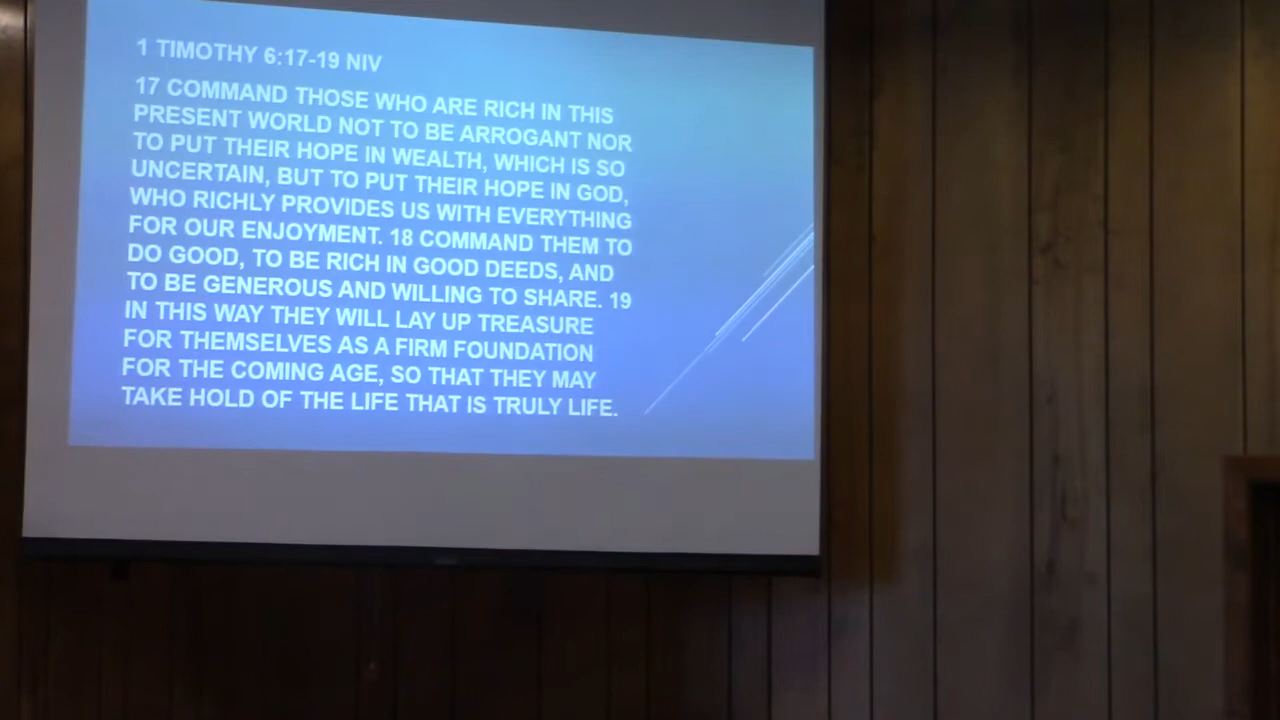 1 TIMOTHY 6:17-19 NIV
17 COMMAND THOSE WHO ARE RICH IN THIS
PRESENT WORLD NOT TO BE ARROGANT NOR
TO PUT THEIR HOPE IN WEALTH, WHICH IS SO
UNCERTAIN, BUT TO PUT THEIR HOPE IN GOD,
WHO RICHLY PROVIDES US WITH EVERYTHING
FOR OUR ENJOYMENT. 18 COMMAND THEM TO
DO GOOD, TO BE RICH IN GOOD DEEDS, AND
TO BE GENEROUS AND WILLING TO SHARE. 19
IN THIS WAY THEY WILL LAY UP TREASURE
FOR THEMSELVES AS A FIRM FOUNDATION
FOR THE COMING AGE, SO THAT THEY MAY
TAKE HOLD OF THE LIFE THAT IS TRULY LIFE.